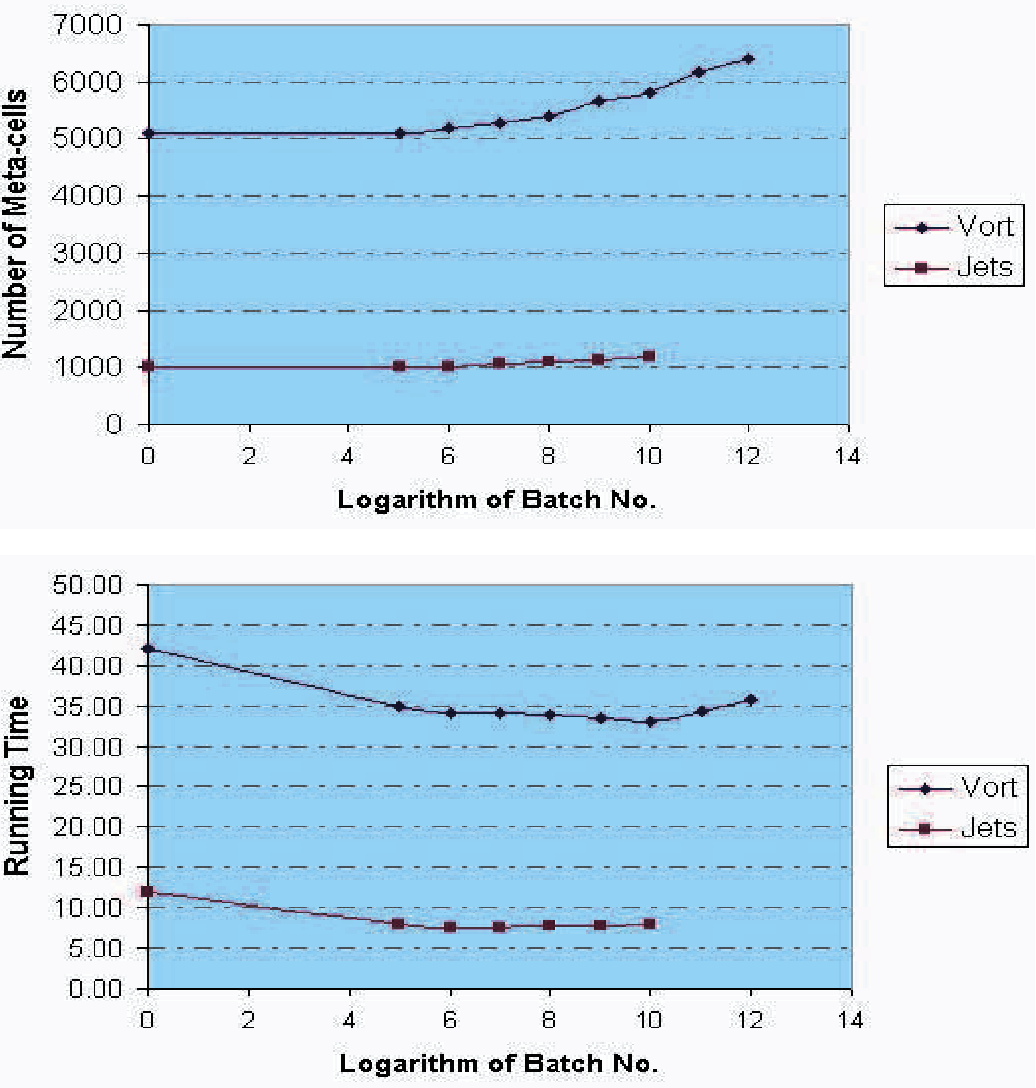 7000
6000
5000
4000
3000
2000
1000
0
Number of Meta-cells
0 2 4 6 8 10 12 14
Logarithm of Batch No.
Vort
Jets
50.00
45.00
40.00
35.00
30.00
25.00
20.00
15.00
10.00
5.00
0.00
Running Time
0 2 4 6 8 10 12 14
Logarithm of Batch No.
Vort
Jets